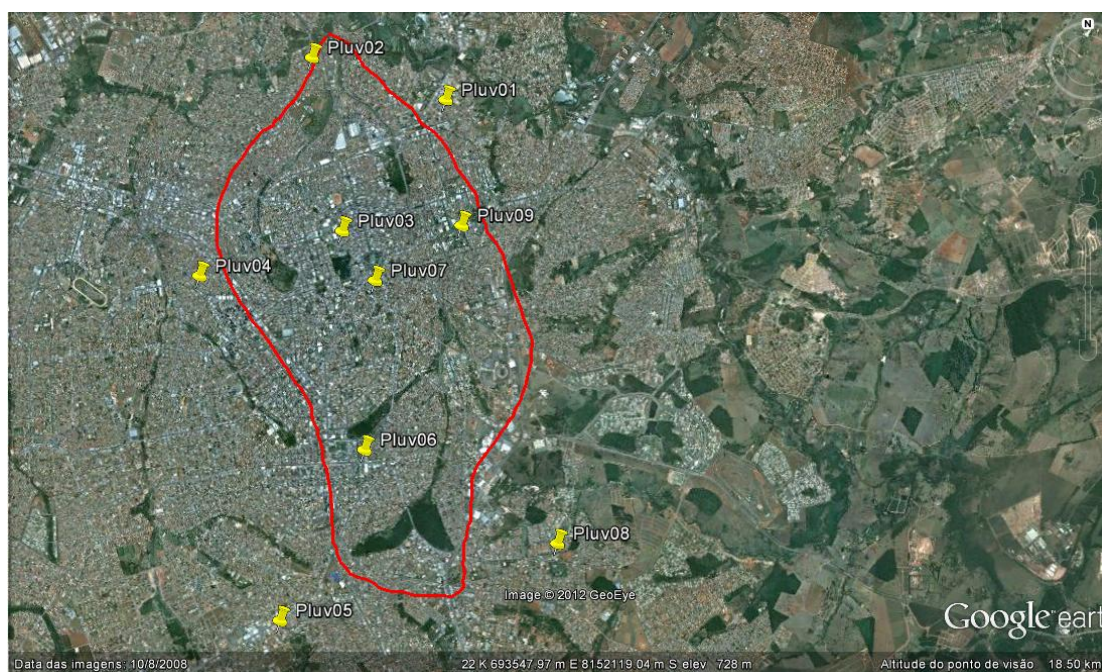 N
Pluv02
Pluv01
Pluv03
Pluv09
Pluv04
Pluv07
Pluv06
Pluv08
Image © 2012 GeoEye
Pluv05
Google eart
Data das imagens: 10/8/2008
22 K 693547.97 m E 8152119.04 m S elev 728 m
Altitude do ponto de visão 18.50 km